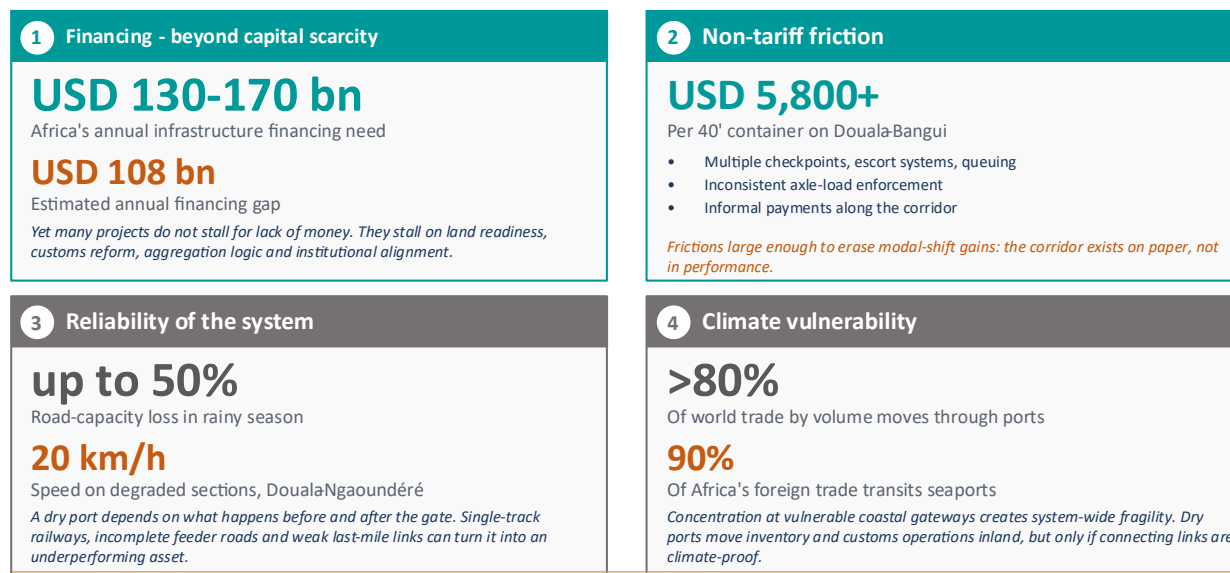 1 Financing - beyond capital scarcity
USD 130-170 bn
Africa's annual infrastructure financing need
USD 108 bn
Estimated annual financing gap
Yet many projects do not stall for lack of money. They stall on land readiness,
customs reform, aggregation logic and institutional alignment.
2 Non-tariff friction
USD 5,800+
Per 40' container on Douala-Bangui
• Multiple checkpoints, escort systems, queuing
• Inconsistent axle-load enforcement
• Informal payments along the corridor
Frictions large enough to erase modal-shift gains: the corridor exists on paper, not
in performance.
3 Reliability of the system
up to 50%
Road-capacity loss in rainy season
20 km/h
Speed on degraded sections, Douala-Ngaoundéré
A dry port depends on what happens before and after the gate. Single-track
railways, incomplete feeder roads and weak last-mile links can turn it into an
underperforming asset.
4 Climate vulnerability
>80%
Of world trade by volume moves through ports
90%
Of Africa's foreign trade transits seaports
Concentration at vulnerable coastal gateways creates system-wide fragility. Dry
ports move inventory and customs operations inland, but only if connecting links are
climate-proof.